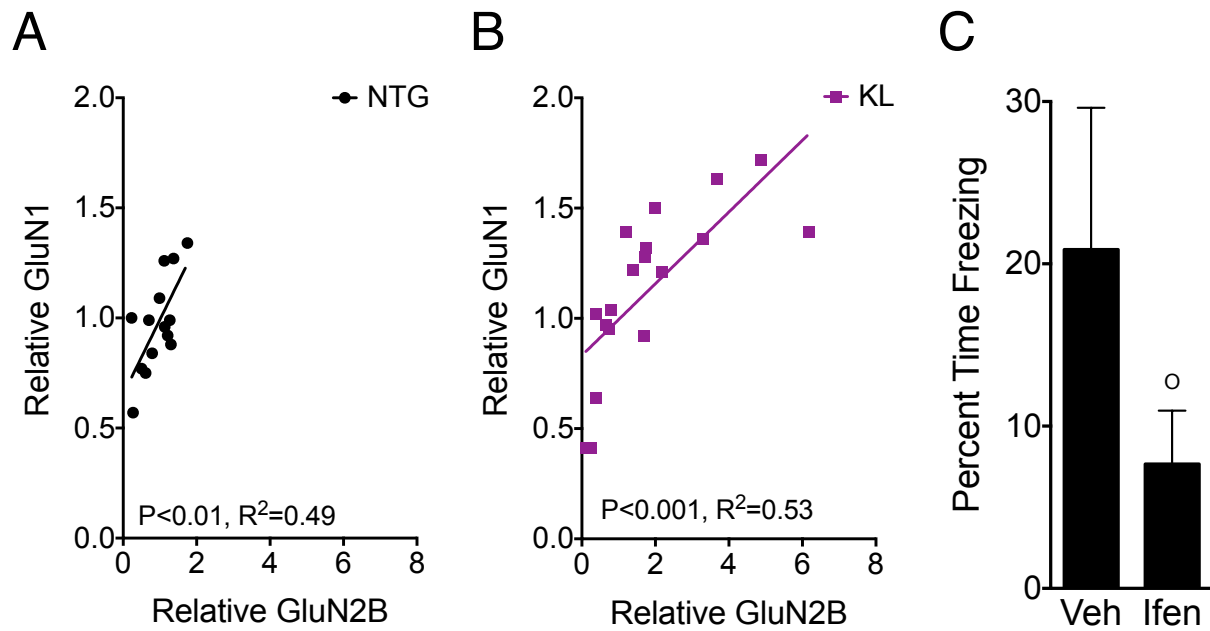 A
NTG
2.0
1.5
1.0
0.5
0.0
Relative GluN1
P<0.01, R²=0.49
0 2 4 6 8
Relative GluN2B
B
KL
2.0
1.5
1.0
0.5
0.0
Relative GluN1
P<0.001, R²=0.53
0 2 4 6 8
Relative GluN2B
C
30
20
10
0
Percent Time Freezing
O
Veh Ifen